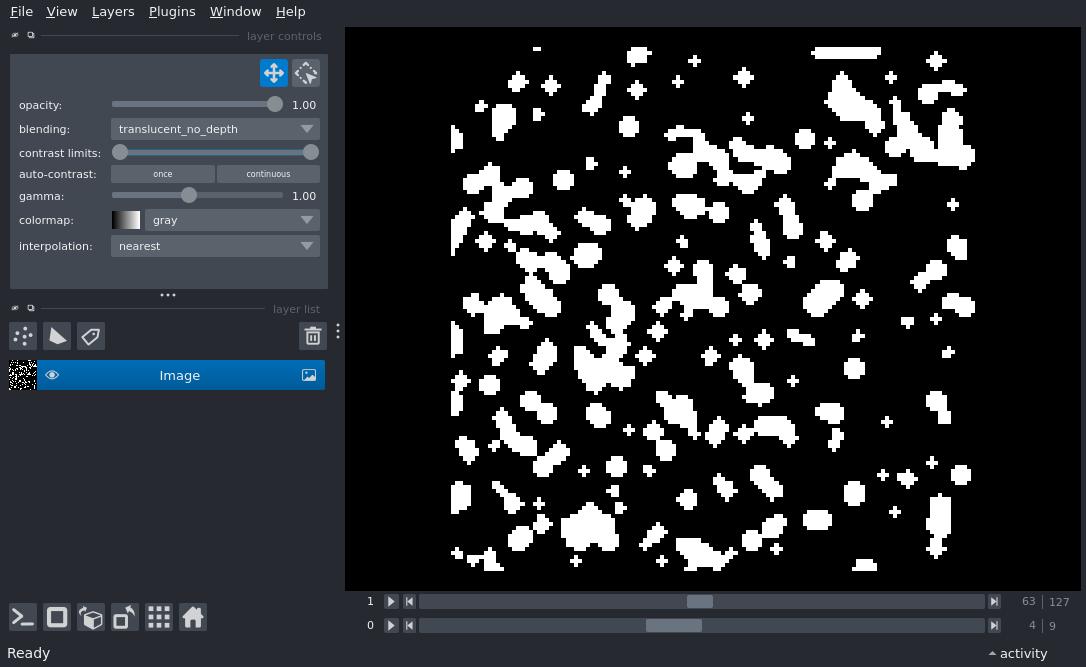 File View Layers Plugins Window Help
layer controls
opacity: 1.00
blending: translucent_no_depth
contrast limits:
auto-contrast: once continuous
gamma: 1.00
colormap: gray
interpolation: nearest
layer list
Image
1 63 127
0 4 9
Ready activity